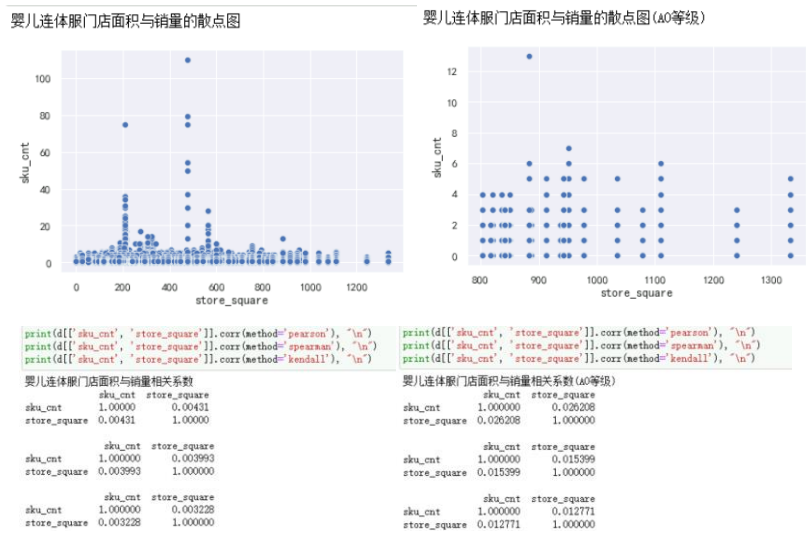 婴儿连体服门店面积与销量的散点图
100
80
60
40
20
0
sku_cnt
0 200 400 600 800 1000 1200
store_square
婴儿连体服门店面积与销量的散点图(A0等级)
12
10
8
6
4
2
0
sku_cnt
800 900 1000 1100 1200 1300
store_square
print(d[['sku_cnt', 'store_square']].corr(method='pearson'), "\n")
print(d[['sku_cnt', 'store_square']].corr(method='spearman'), "\n")
print(d[['sku_cnt', 'store_square']].corr(method='kendall'), "\n")
婴儿连体服门店面积与销量相关系数
sku_cnt store_square
sku_cnt 1.00000 0.00431
store_square 0.00431 1.00000
sku_cnt store_square
sku_cnt 1.000000 0.003993
store_square 0.003993 1.000000
sku_cnt store_square
sku_cnt 1.000000 0.003228
store_square 0.003228 1.000000
print(d[['sku_cnt', 'store_square']].corr(method='pearson'), "\n")
print(d[['sku_cnt', 'store_square']].corr(method='spearman'), "\n")
print(d[['sku_cnt', 'store_square']].corr(method='kendall'), "\n")
婴儿连体服门店面积与销量相关系数(A0等级)
sku_cnt store_square
sku_cnt 1.000000 0.026208
store_square 0.026208 1.000000
sku_cnt store_square
sku_cnt 1.000000 0.015399
store_square 0.015399 1.000000
sku_cnt store_square
sku_cnt 1.000000 0.012771
store_square 0.012771 1.000000